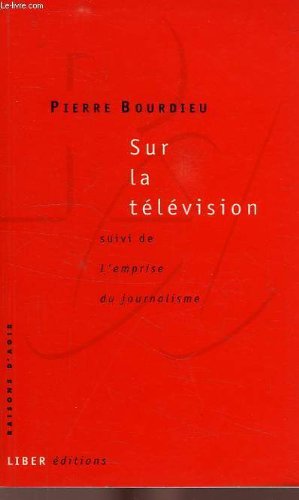 Le-livre.com
PIERRE BOURDIEU
Sur
la
télévision
suivi de
L'emprise
du journalisme
RAISONS D'AGIR
LIBER éditions